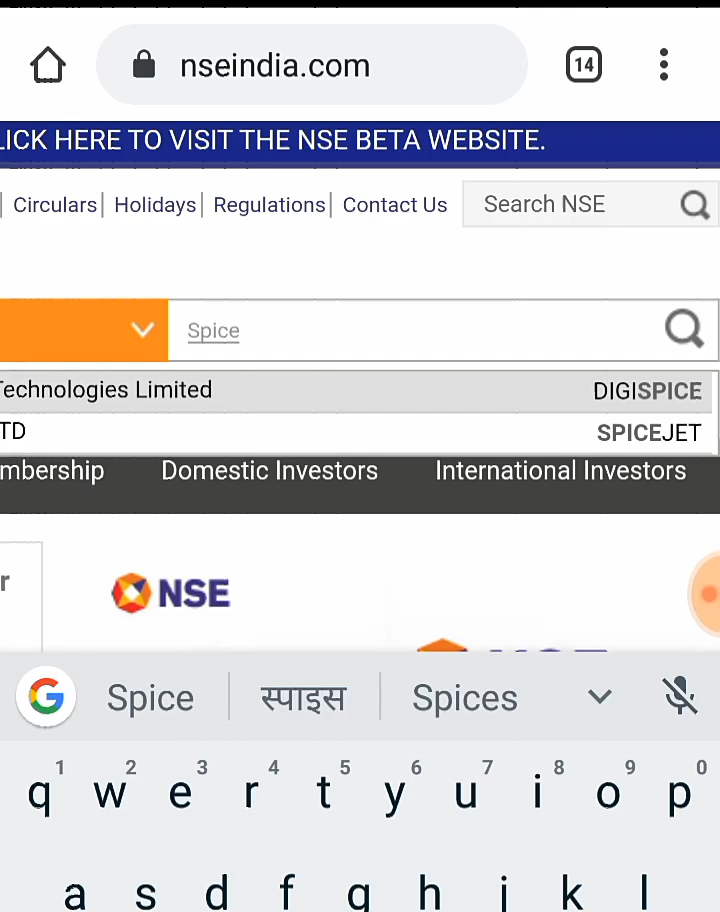 nseindia.com
14
LICK HERE TO VISIT THE NSE BETA WEBSITE.
Circulars| Holidays| Regulations| Contact Us
Search NSE
Spice
Technologies Limited DIGISPICE
TD SPICEJET
mbership Domestic Investors International Investors
r
NSE
Spice स्पाइस Spices
1 2 3 4 5 6 7 8 9 0
q w e r t y u i o p
a s d f g h j k l